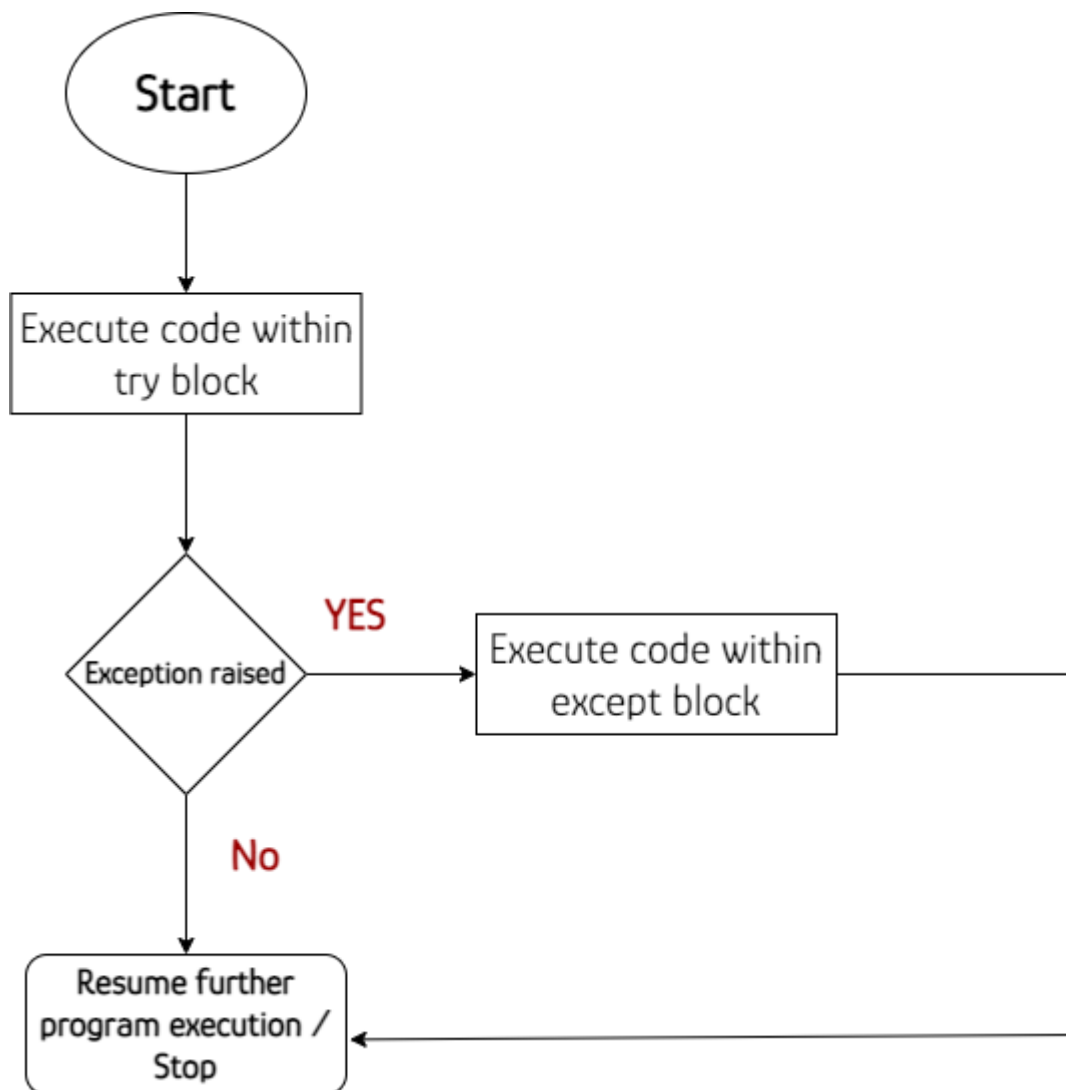 Start
Execute code within
try block
Exception raised
YES
Execute code within
except block
No
Resume further
program execution /
Stop